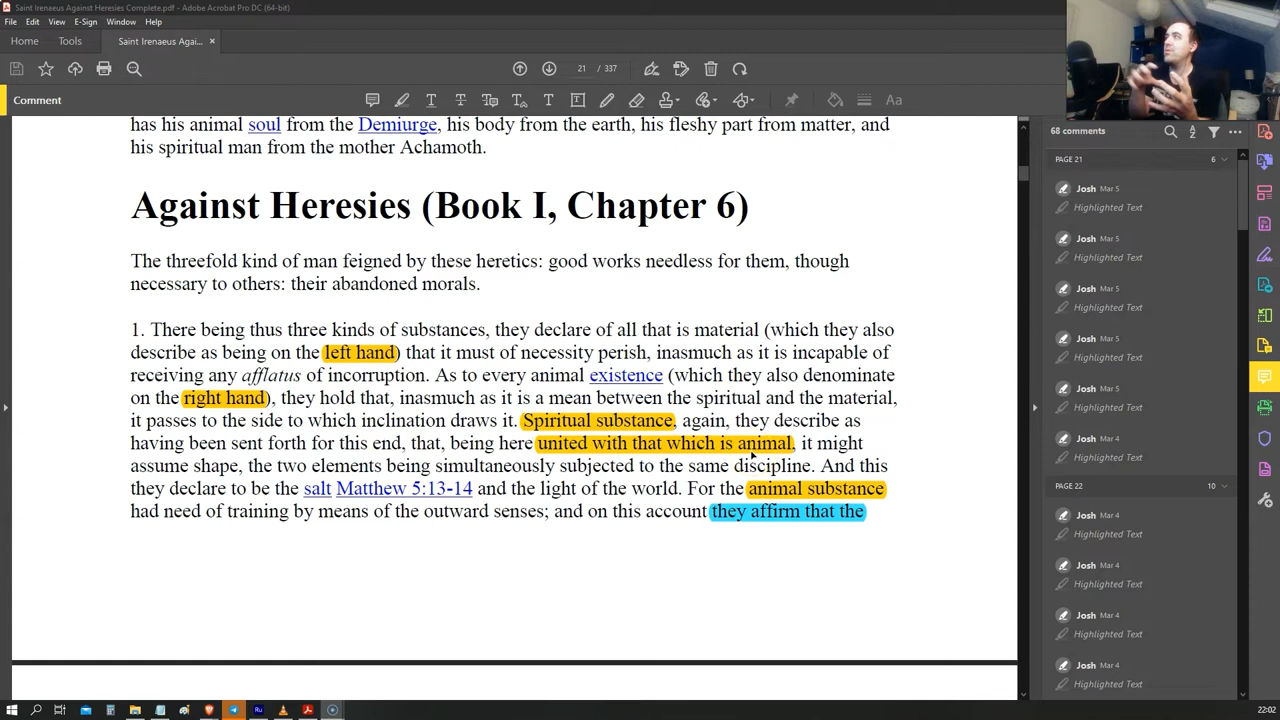 Saint Irenaeus Against Heresies Complete.pdf - Adobe Acrobat Pro DC (64-bit)
File Edit View E-Sign Window Help
Home Tools Saint Irenaeus Agai... ×
21 / 337
Comment
68 comments
has his animal soul from the Demiurge, his body from the earth, his fleshy part from matter, and
his spiritual man from the mother Achamoth.
Against Heresies (Book I, Chapter 6)
The threefold kind of man feigned by these heretics: good works needless for them, though
necessary to others: their abandoned morals.
1. There being thus three kinds of substances, they declare of all that is material (which they also
describe as being on the left hand) that it must of necessity perish, inasmuch as it is incapable of
receiving any afflatus of incorruption. As to every animal existence (which they also denominate
on the right hand), they hold that, inasmuch as it is a mean between the spiritual and the material,
it passes to the side to which inclination draws it. Spiritual substance, again, they describe as
having been sent forth for this end, that, being here united with that which is animal, it might
assume shape, the two elements being simultaneously subjected to the same discipline. And this
they declare to be the salt Matthew 5:13-14 and the light of the world. For the animal substance
had need of training by means of the outward senses; and on this account they affirm that the
PAGE 21 6
Josh Mar 5
Highlighted Text
Josh Mar 5
Highlighted Text
Josh Mar 5
Highlighted Text
Josh Mar 5
Highlighted Text
Josh Mar 5
Highlighted Text
Josh Mar 4
Highlighted Text
PAGE 22 10
Josh Mar 4
Highlighted Text
Josh Mar 4
Highlighted Text
Josh Mar 4
Highlighted Text
Josh Mar 4
Highlighted Text
22:02